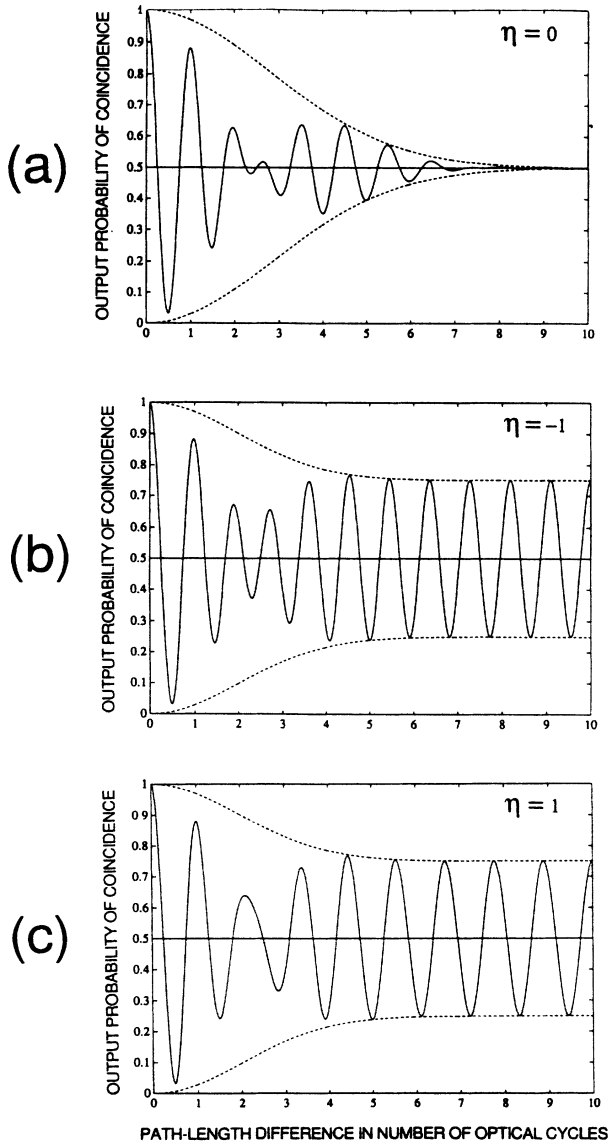 (a)
OUTPUT PROBABILITY OF COINCIDENCE
η = 0
1
0.9
0.8
0.7
0.6
0.5
0.4
0.3
0.2
0.1
0
0 1 2 3 4 5 6 7 8 9 10
(b)
OUTPUT PROBABILITY OF COINCIDENCE
η = -1
1
0.9
0.8
0.7
0.6
0.5
0.4
0.3
0.2
0.1
0
0 1 2 3 4 5 6 7 8 9 10
(c)
OUTPUT PROBABILITY OF COINCIDENCE
η = 1
1
0.9
0.8
0.7
0.6
0.5
0.4
0.3
0.2
0.1
0
0 1 2 3 4 5 6 7 8 9 10
PATH-LENGTH DIFFERENCE IN NUMBER OF OPTICAL CYCLES